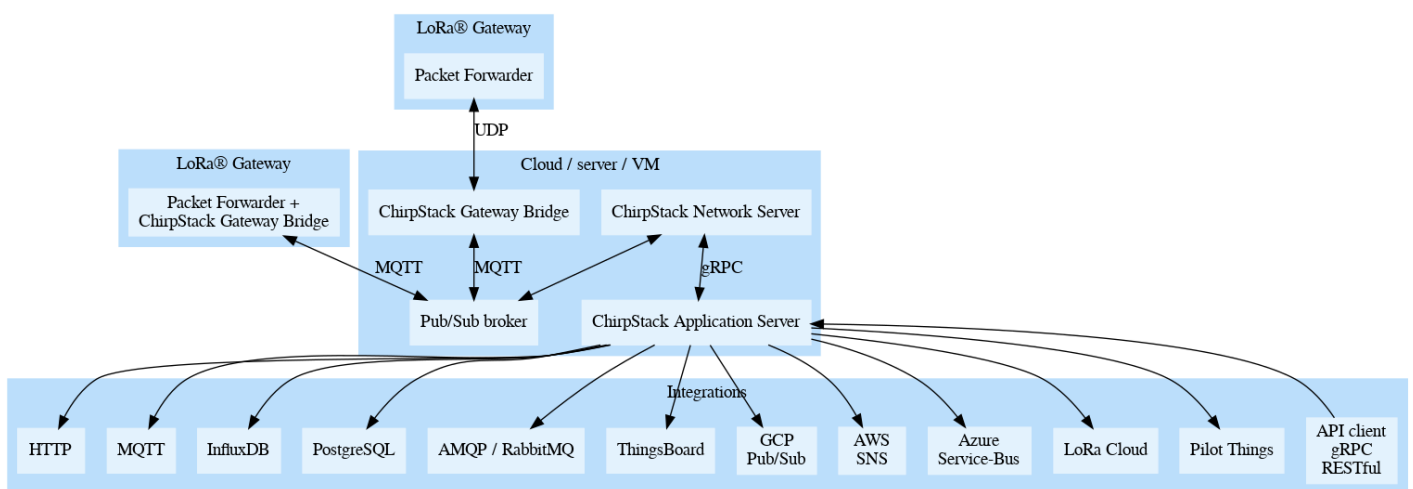 LoRa® Gateway
Packet Forwarder
UDP
LoRa® Gateway
Packet Forwarder +
ChirpStack Gateway Bridge
Cloud / server / VM
ChirpStack Gateway Bridge
ChirpStack Network Server
MQTT
MQTT
gRPC
Pub/Sub broker
ChirpStack Application Server
Integrations
HTTP
MQTT
InfluxDB
PostgreSQL
AMQP / RabbitMQ
ThingsBoard
GCP
Pub/Sub
AWS
SNS
Azure
Service-Bus
LoRa Cloud
Pilot Things
API client
gRPC
RESTful